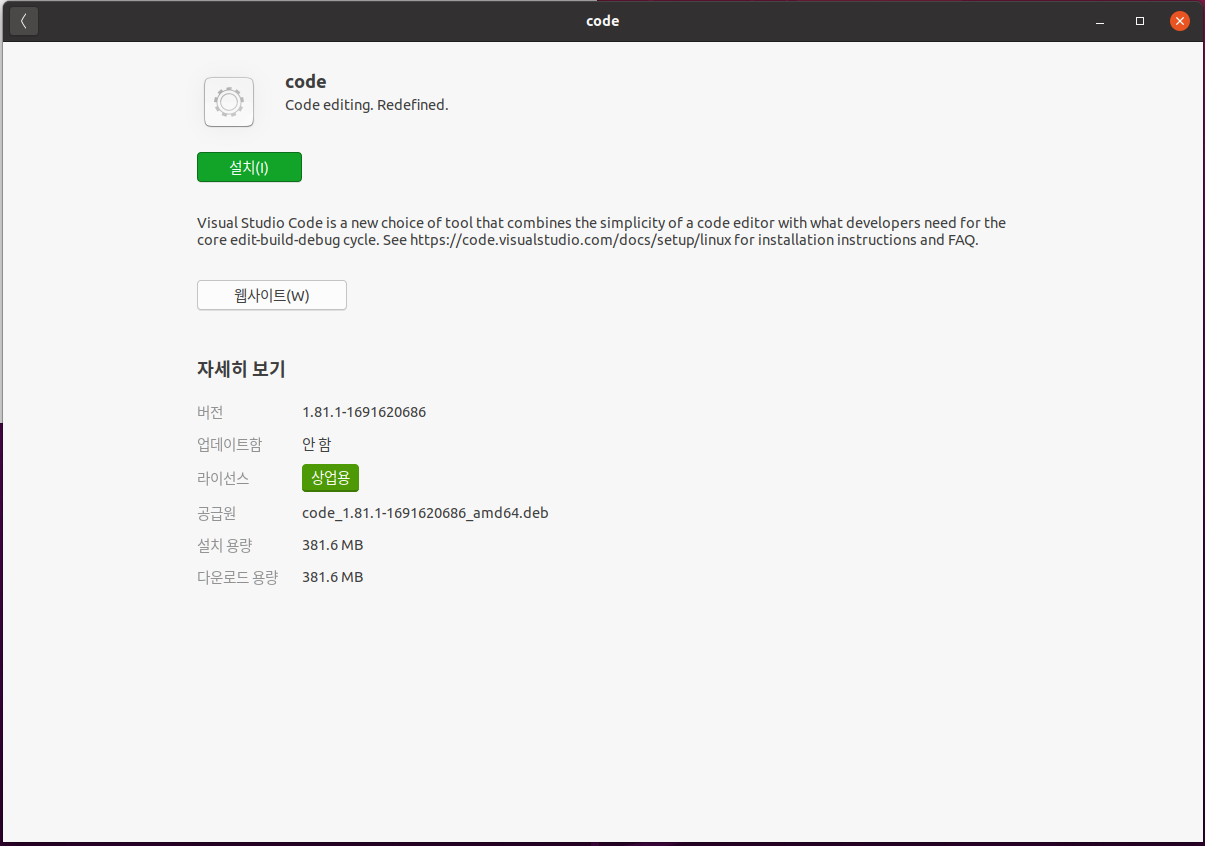 code
code
Code editing. Redefined.
설치(I)
Visual Studio Code is a new choice of tool that combines the simplicity of a code editor with what developers need for the
core edit-build-debug cycle. See https://code.visualstudio.com/docs/setup/linux for installation instructions and FAQ.
웹사이트(W)
자세히 보기
버전 1.81.1-1691620686
업데이트함 안 함
라이선스 상업용
공급원 code_1.81.1-1691620686_amd64.deb
설치 용량 381.6 MB
다운로드 용량 381.6 MB